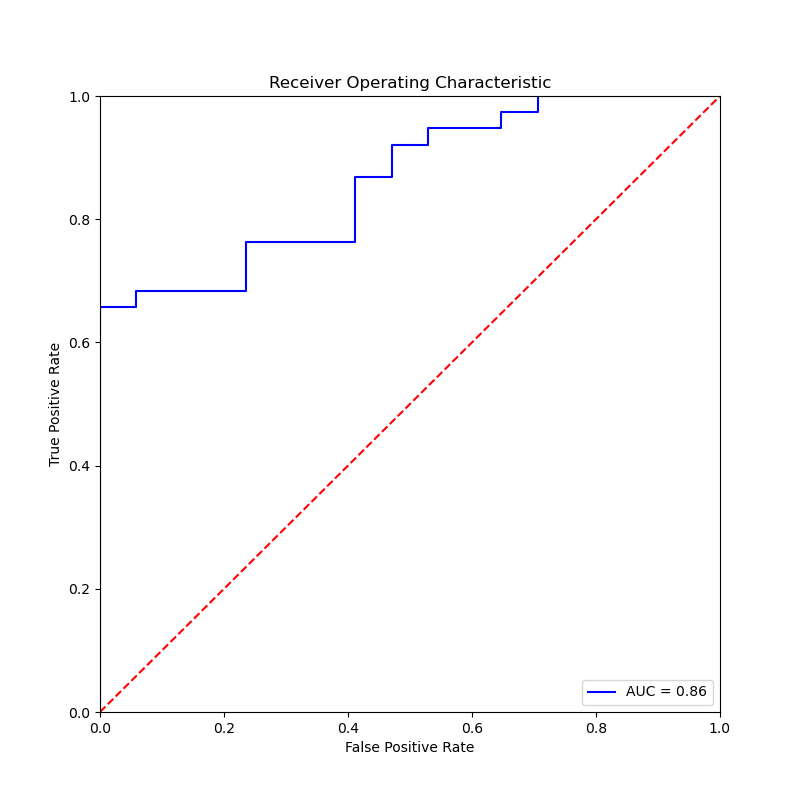 Receiver Operating Characteristic
1.0
0.8
0.6
0.4
0.2
0.0
True Positive Rate
AUC = 0.86
0.0 0.2 0.4 0.6 0.8 1.0
False Positive Rate